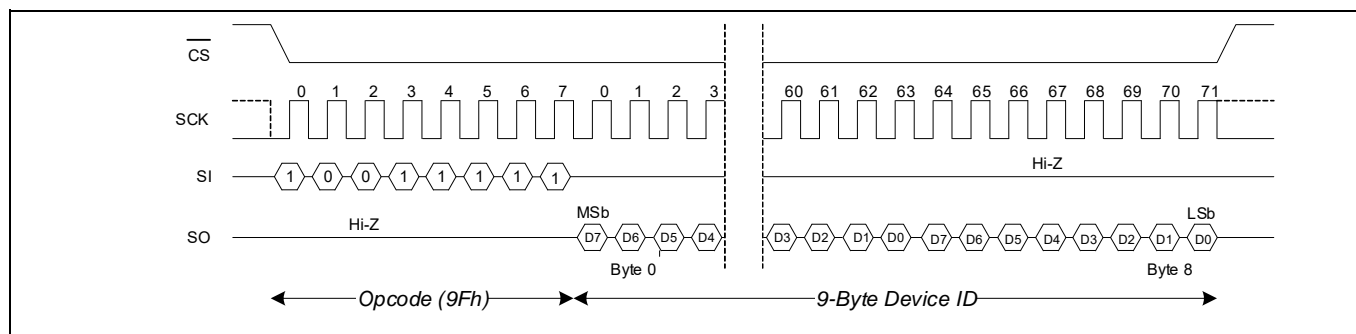 CS
0 1 2 3 4 5 6 7 0 1 2 3 60 61 62 63 64 65 66 67 68 69 70 71
SCK
Hi-Z
SI 1 0 0 1 1 1 1 1
MSb LSb
Hi-Z
SO D7 D6 D5 D4 D3 D2 D1 D0 D7 D6 D5 D4 D3 D2 D1 D0
Byte 0 Byte 8
Opcode (9Fh) 9-Byte Device ID